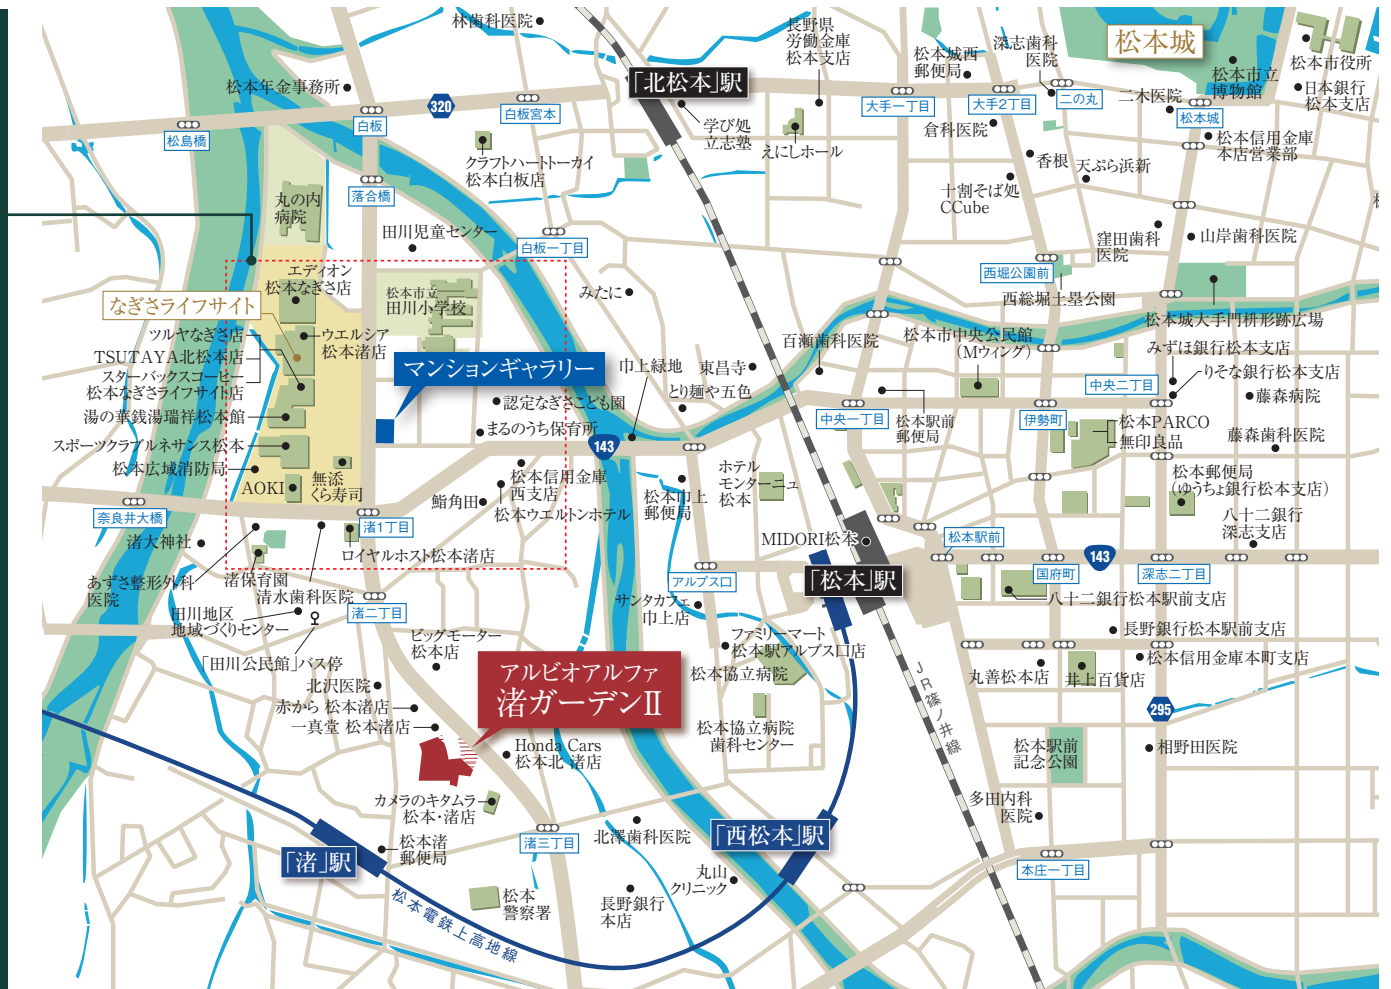 林歯科医院
長野県
労働金庫
松本支店
松本城西
郵便局
深志歯科
医院
松本城
松本市役所
松本市立
博物館
日本銀行
松本支店
松本年金事務所
320
「北松本」駅
白板宮本
大手一丁目
大手2丁目
二の丸
二木医院
松本城
松島橋
白板
学び処
立志塾
えにしホール
倉科医院
松本信用金庫
本店営業部
クラフトハートトーカイ
松本白板店
香根
天ぷら浜新
十割そば処
CCube
丸の内
病院
落合橋
田川児童センター
白板一丁目
窪田歯科
医院
山岸歯科医院
西堀公園前
西総堀土塁公園
エディオン
松本なぎさ店
松本市立
田川小学校
みたに
なぎさライフサイト
松本城大手門枡形跡広場
ツルヤなぎさ店
ウエルシア
松本渚店
TSUTAYA北松本店
スターバックスコーヒー
松本なぎさライフサイト店
マンションギャラリー
巾上緑地
東昌寺
とり麺や五色
百瀬歯科医院
松本市中央公民館
(Mウィング)
みずほ銀行松本支店
りそな銀行松本支店
中央二丁目
藤森病院
湯の華銭湯瑞祥松本館
認定なぎさこども園
まるのうち保育所
中央一丁目
松本駅前
郵便局
伊勢町
松本PARCO
無印良品
藤森歯科医院
スポーツクラブルネサンス松本
143
松本広域消防局
AOKI
無添
くら寿司
松本信用金庫
西支店
鮨角田
松本ウエルトンホテル
松本巾上
郵便局
ホテル
モンターニュ
松本
松本郵便局
(ゆうちょ銀行松本支店)
八十二銀行
深志支店
奈良井大橋
渚1丁目
渚大神社
ロイヤルホスト松本渚店
MIDORI松本
松本駅前
143
あずさ整形外科
医院
渚保育園
清水歯科医院
アルプス口
「松本」駅
国府町
深志二丁目
田川地区
地域づくりセンター
渚二丁目
サンタカフェ
巾上店
八十二銀行松本駅前支店
「田川公民館」バス停
ビッグモーター
松本店
ファミリーマート
松本駅アルプス口店
長野銀行松本駅前支店
松本信用金庫本町支店
北沢医院
アルピオアルファ
渚ガーデンⅡ
松本協立病院
JR篠ノ井線
丸善松本店
井上百貨店
赤から 松本渚店
一真堂 松本渚店
295
松本協立病院
歯科センター
Honda Cars
松本北 渚店
松本駅前
記念公園
相野田医院
カメラのキタムラ
松本・渚店
多田内科
医院
「渚」駅
松本渚
郵便局
渚三丁目
北澤歯科医院
「西松本」駅
本庄一丁目
丸山
クリニック
松本電鉄上高地線
松本
警察署
長野銀行
本店